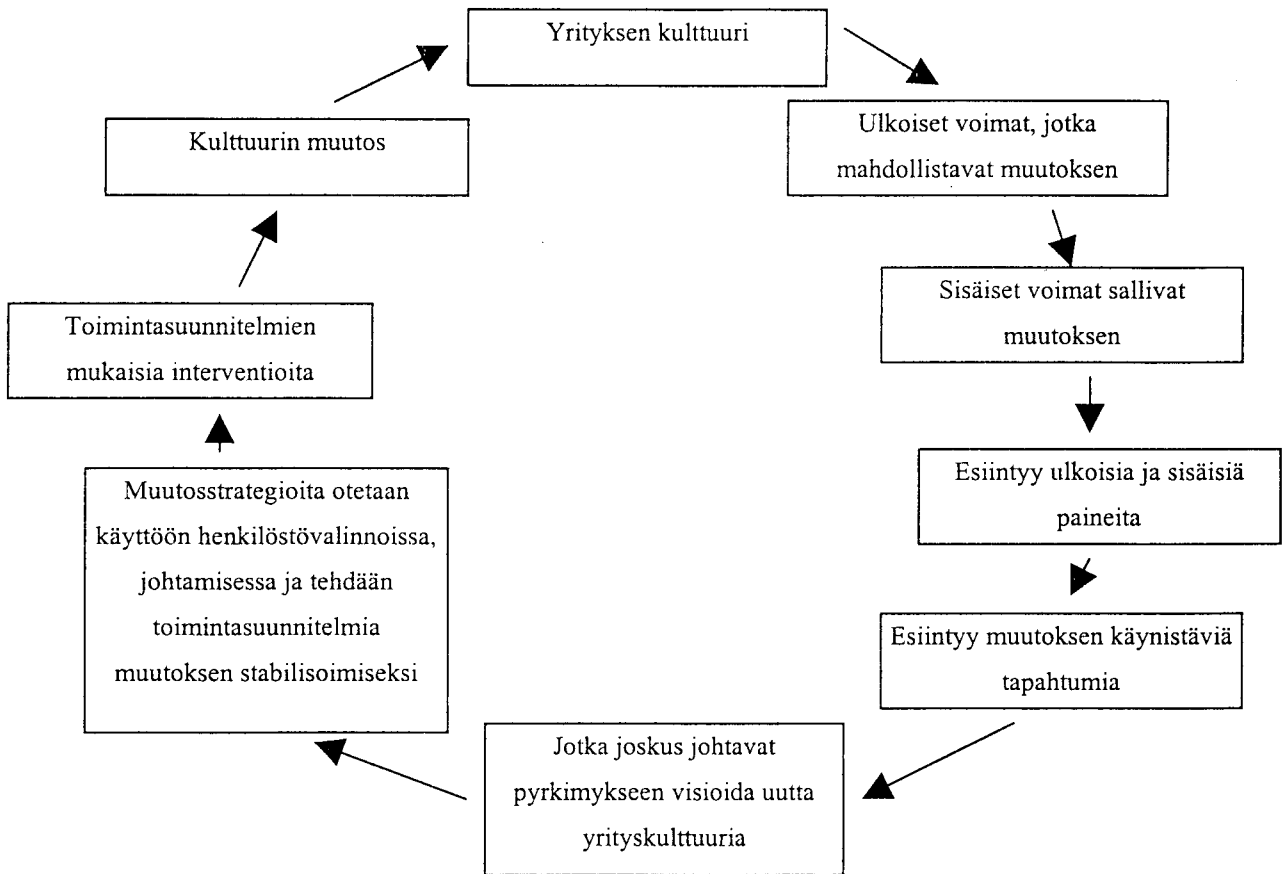 Yrityksen kulttuuri
Ulkoiset voimat, jotka
mahdollistavat muutoksen
Sisäiset voimat sallivat
muutoksen
Esiintyy ulkoisia ja sisäisiä
paineita
Esiintyy muutoksen käynistäviä
tapahtumia
Jotka joskus johtavat
pyrkimykseen visioida uutta
yrityskulttuuria
Muutosstrategioita otetaan
käyttöön henkilöstövalinnoissa,
johtamisessa ja tehdään
toimintasuunnitelmia
muutoksen stabilisoimiseksi
Toimintasuunnitelmien
mukaisia interventioita
Kulttuurin muutos